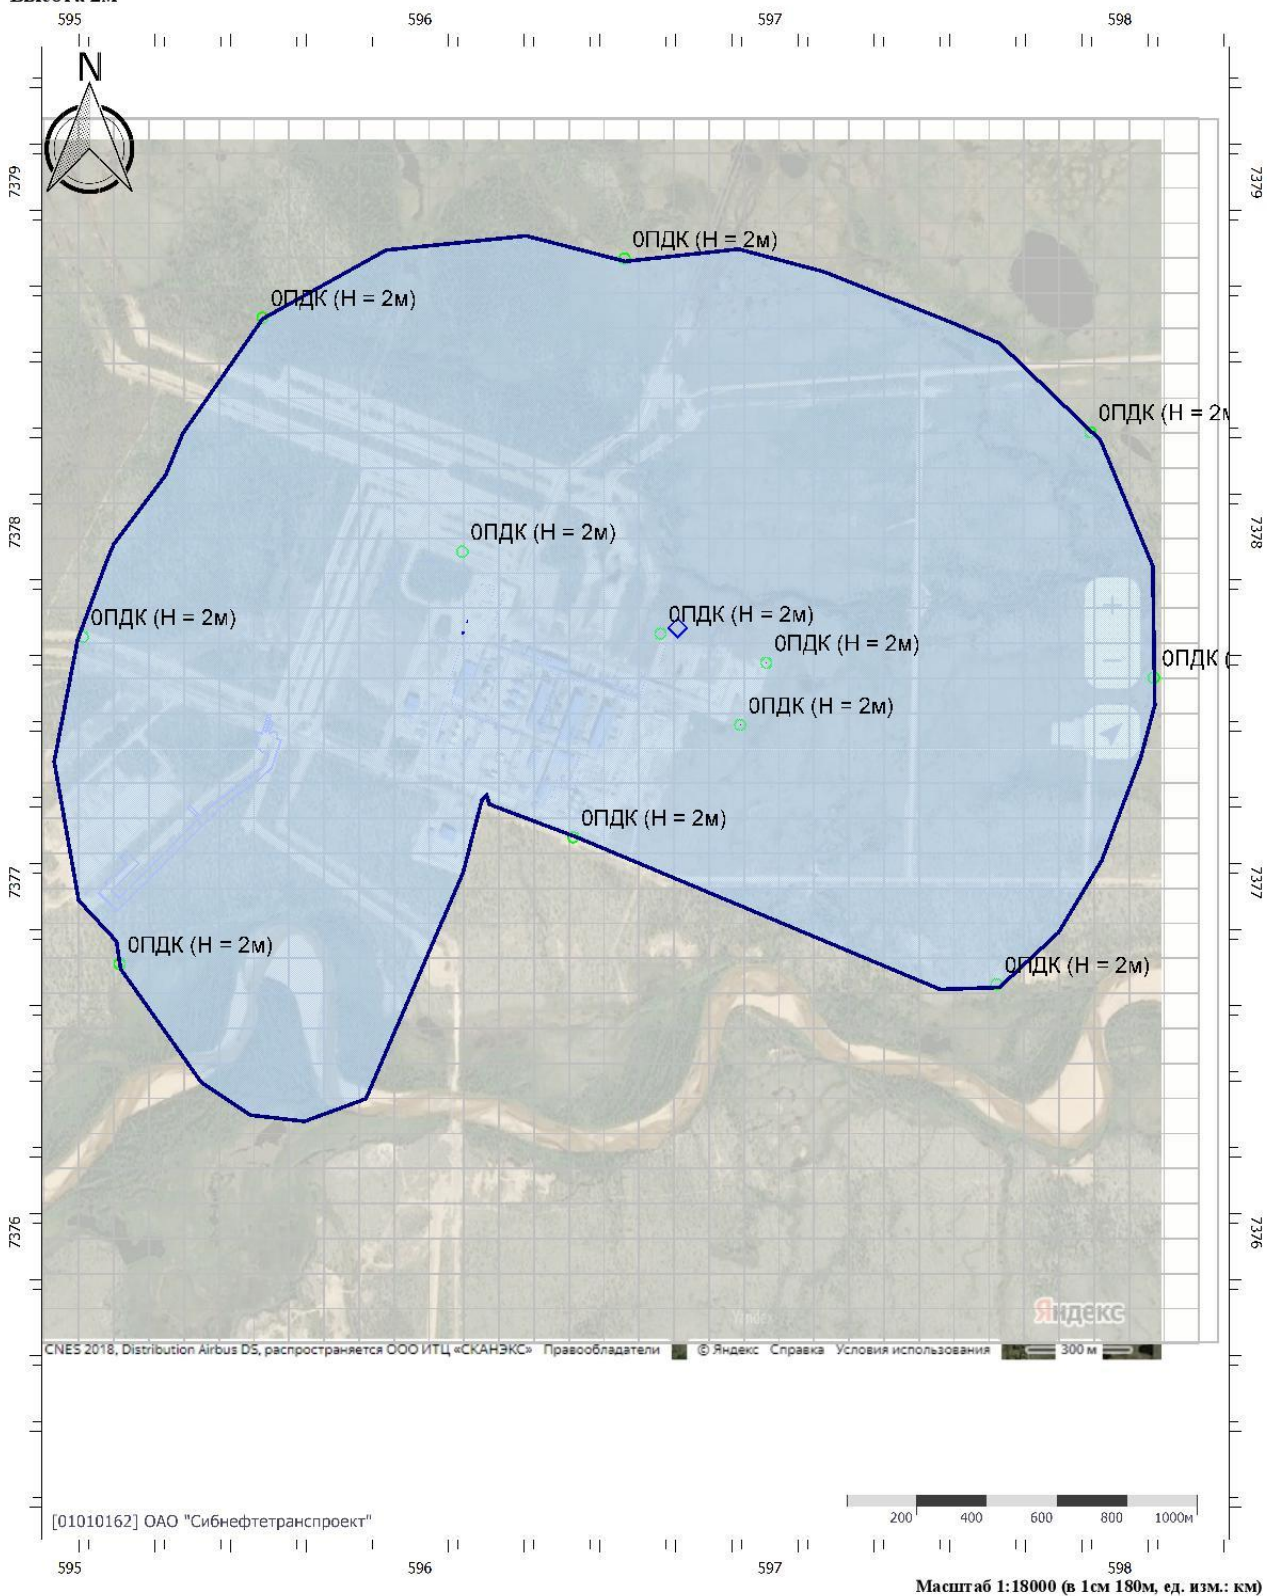 Высота 2м
595 596 597 598
N
7379 7379
0ПДК (Н = 2м)
0ПДК (Н = 2м)
0ПДК (Н = 2м
7378 7378
0ПДК (Н = 2м)
0ПДК (Н = 2м)
0ПДК (Н = 2м)
0ПДК (Н = 2м)
0ПДК (
0ПДК (Н = 2м)
0ПДК (Н = 2м)
7377 7377
0ПДК (Н = 2м)
0ПДК (Н = 2м)
7376 7376
Яндекс
CNES 2018, Distribution Airbus DS, распространяется ООО ИТЦ «СКАНЭКС» Правообладатели © Яндекс Справка Условия использования 300 м
200 400 600 800 1000м
[01010162] ОАО "Сибнефтетранспроект"
595 596 597 598
Масштаб 1:18000 (в 1см 180м, ед. изм.: км)